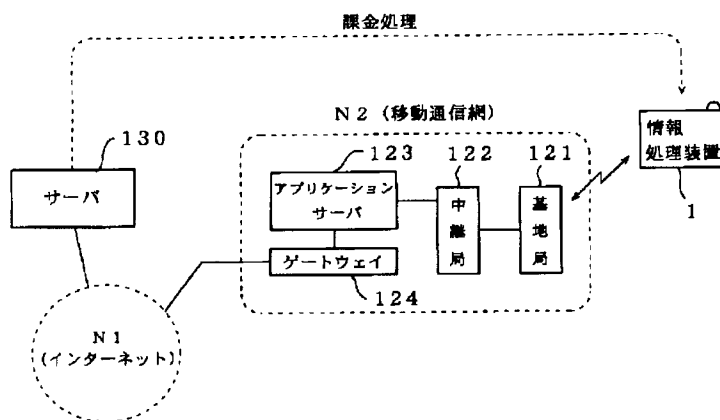 課金処理
N2(移動通信網)
情報
処理装置
1
130
サーバ
123
122
121
アプリケーション
サーバ
中継局
基地局
ゲートウェイ
124
N1
(インターネット)